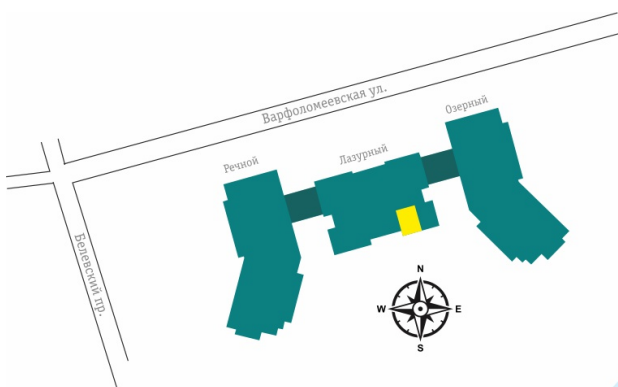 Варфоломеевская ул.
Озерный
Лазурный
Речной
Белевский пр.
N
W
E
S